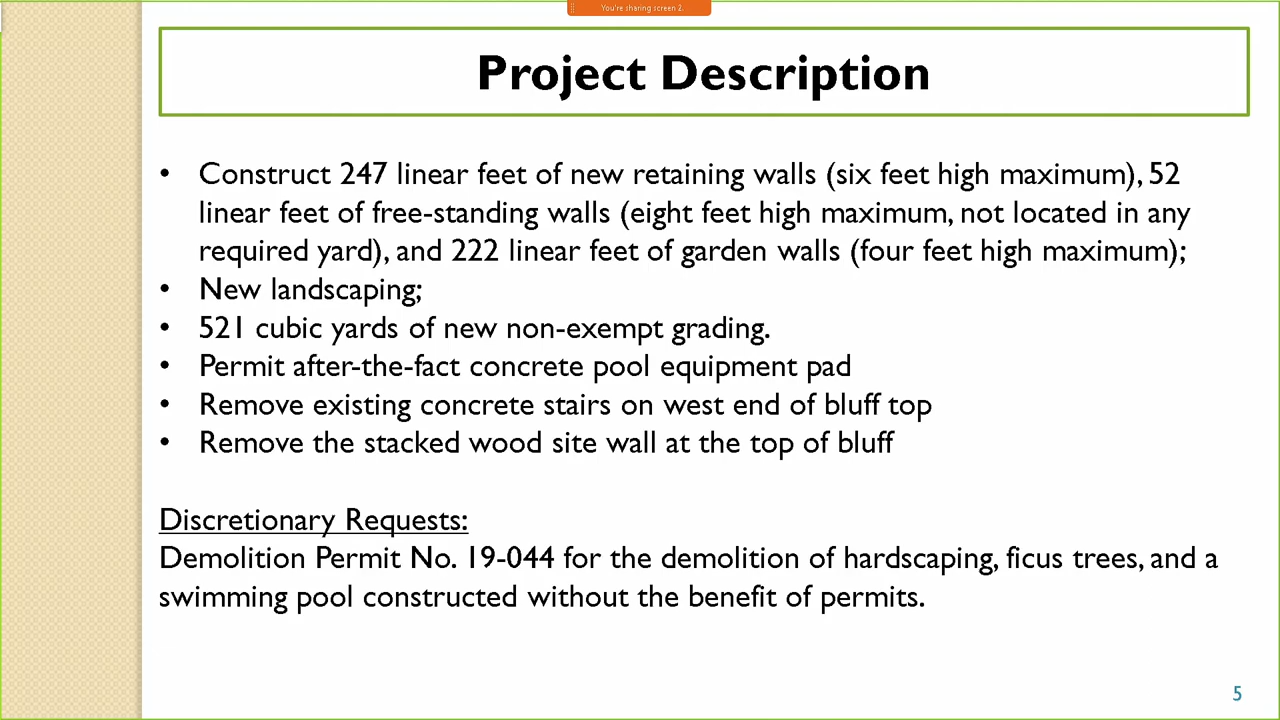 You're sharing screen 2.
Project Description
• Construct 247 linear feet of new retaining walls (six feet high maximum), 52
linear feet of free-standing walls (eight feet high maximum, not located in any
required yard), and 222 linear feet of garden walls (four feet high maximum);
• New landscaping;
• 521 cubic yards of new non-exempt grading.
• Permit after-the-fact concrete pool equipment pad
• Remove existing concrete stairs on west end of bluff top
• Remove the stacked wood site wall at the top of bluff
Discretionary Requests:
Demolition Permit No. 19-044 for the demolition of hardscaping, ficus trees, and a
swimming pool constructed without the benefit of permits.
5